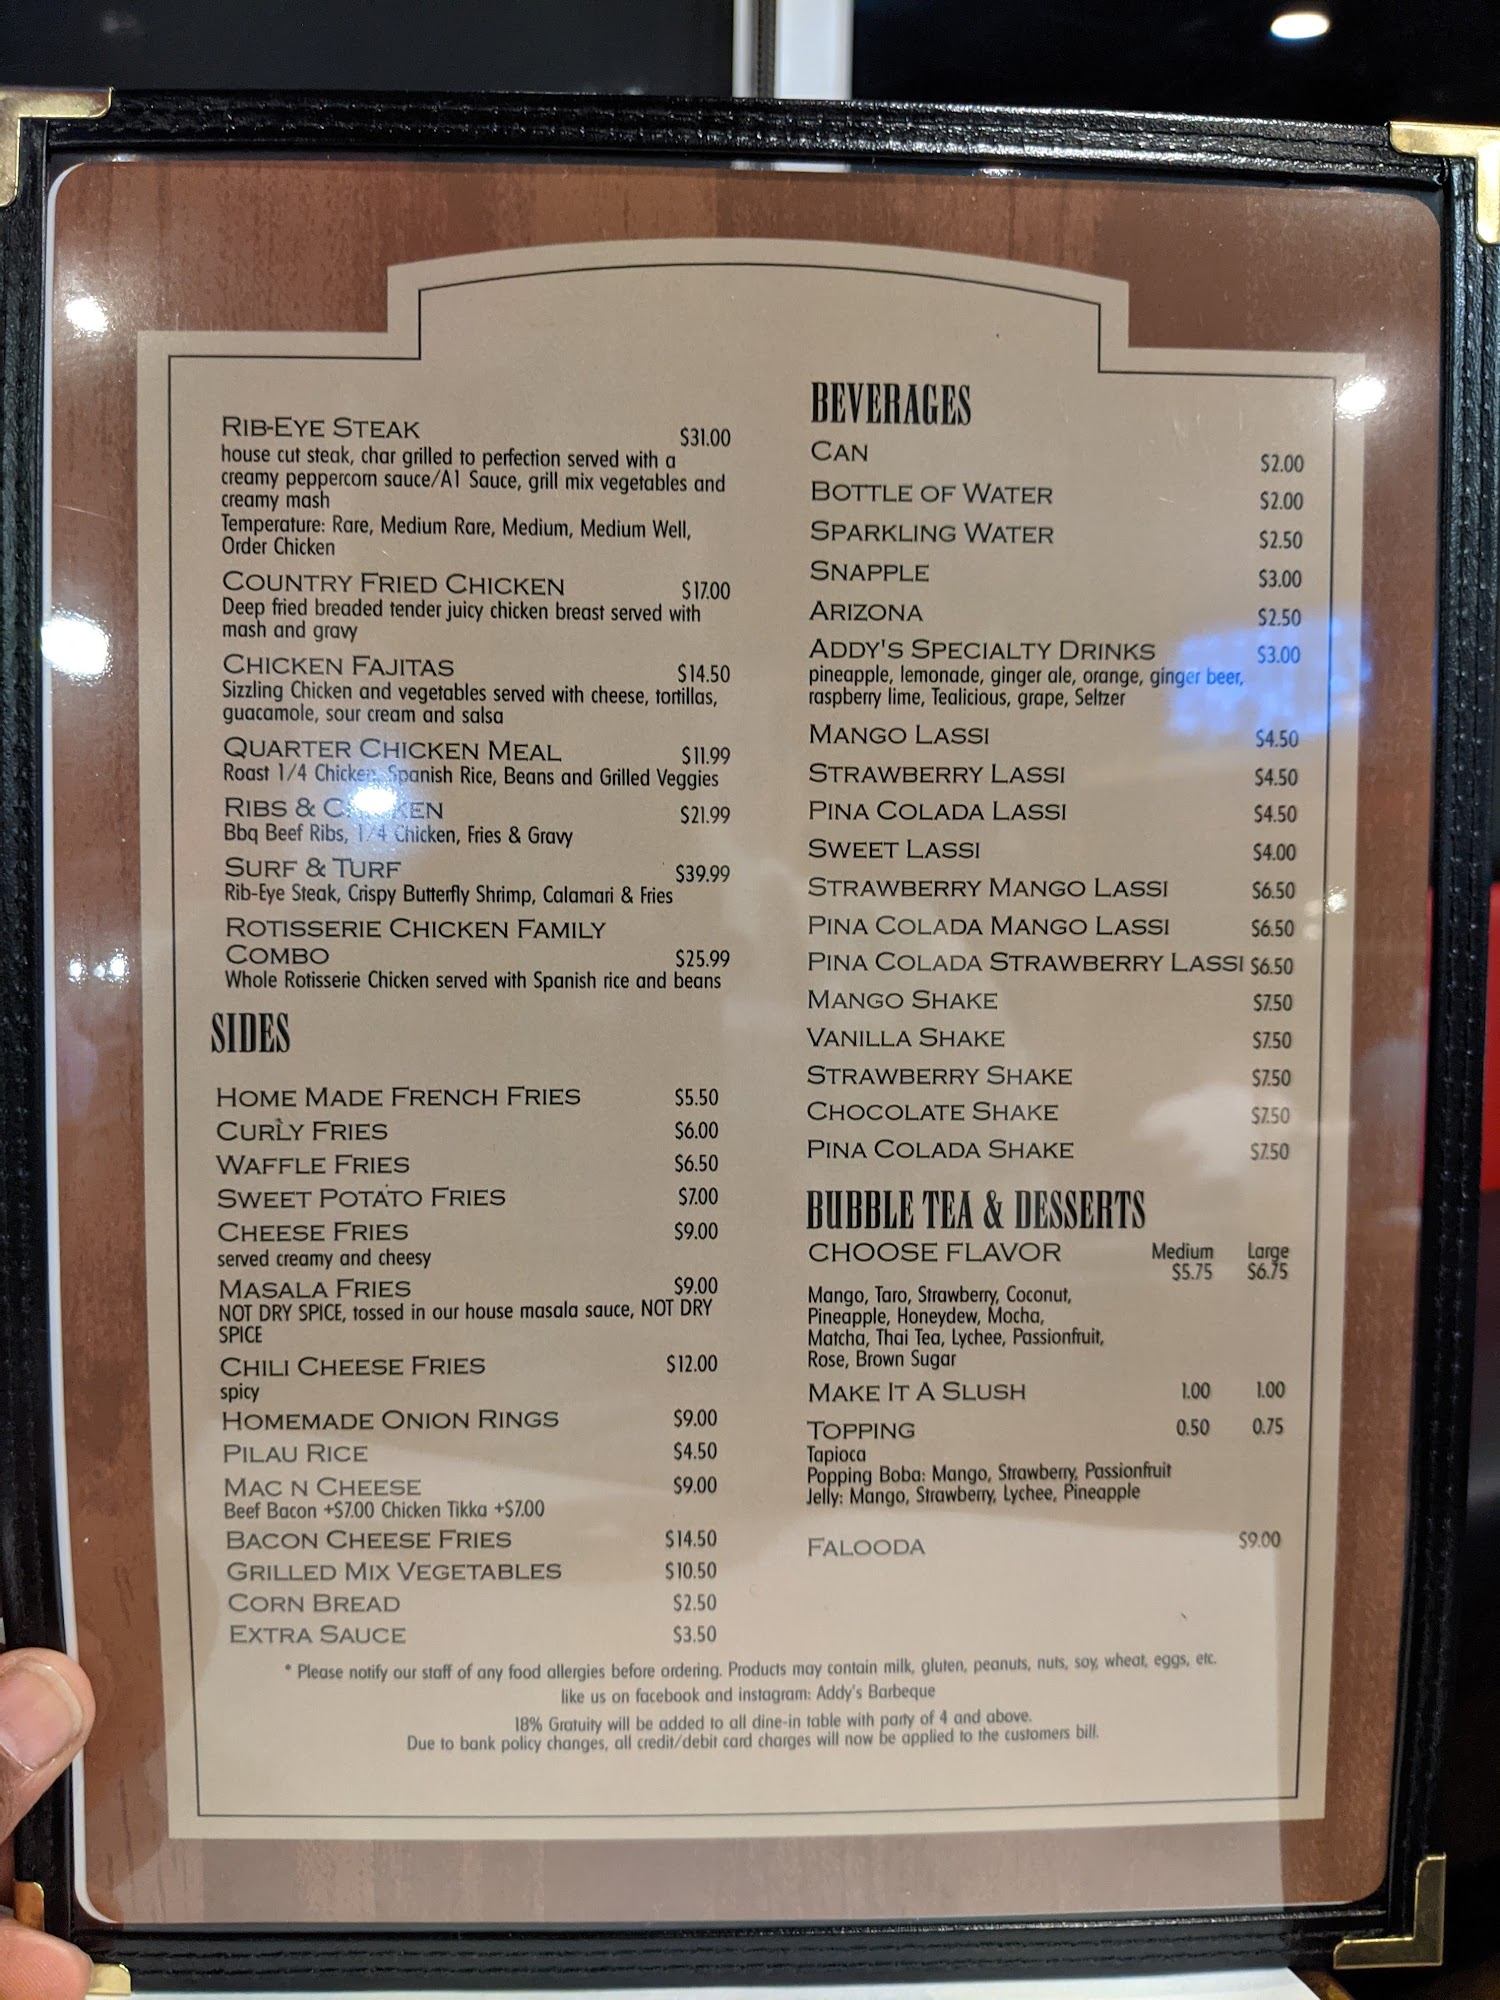 RIB-EYE STEAK $31.00
house cut steak, char grilled to perfection served with a
creamy peppercorn sauce/A1 Sauce, grill mix vegetables and
creamy mash
Temperature: Rare, Medium Rare, Medium, Medium Well,
Order Chicken
COUNTRY FRIED CHICKEN $17.00
Deep fried breaded tender juicy chicken breast served with
mash and gravy
CHICKEN FAJITAS $14.50
Sizzling Chicken and vegetables served with cheese, tortillas,
guacamole, sour cream and salsa
QUARTER CHICKEN MEAL $11.99
Roast 1/4 Chicken, Spanish Rice, Beans and Grilled Veggies
RIBS & CHICKEN $21.99
Bbq Beef Ribs, 1/4 Chicken, Fries & Gravy
SURF & TURF $39.99
Rib-Eye Steak, Crispy Butterfly Shrimp, Calamari & Fries
ROTISSERIE CHICKEN FAMILY
COMBO $25.99
Whole Rotisserie Chicken served with Spanish rice and beans
SIDES
HOME MADE FRENCH FRIES $5.50
CURLY FRIES $6.00
WAFFLE FRIES $6.50
SWEET POTATO FRIES $7.00
CHEESE FRIES $9.00
served creamy and cheesy
MASALA FRIES $9.00
NOT DRY SPICE, tossed in our house masala sauce, NOT DRY
SPICE
CHILI CHEESE FRIES $12.00
spicy
HOMEMADE ONION RINGS $9.00
PILAU RICE $4.50
MAC N CHEESE $9.00
Beef Bacon +$7.00 Chicken Tikka +$7.00
BACON CHEESE FRIES $14.50
GRILLED MIX VEGETABLES $10.50
CORN BREAD $2.50
EXTRA SAUCE $3.50
BEVERAGES
CAN $2.00
BOTTLE OF WATER $2.00
SPARKLING WATER $2.50
SNAPPLE $3.00
ARIZONA $2.50
ADDY'S SPECIALTY DRINKS $3.00
pineapple, lemonade, ginger ale, orange, ginger beer,
raspberry lime, Tealicious, grape, Seltzer
MANGO LASSI $4.50
STRAWBERRY LASSI $4.50
PINA COLADA LASSI $4.50
SWEET LASSI $4.00
STRAWBERRY MANGO LASSI $6.50
PINA COLADA MANGO LASSI $6.50
PINA COLADA STRAWBERRY LASSI $6.50
MANGO SHAKE $7.50
VANILLA SHAKE $7.50
STRAWBERRY SHAKE $7.50
CHOCOLATE SHAKE $7.50
PINA COLADA SHAKE $7.50
BUBBLE TEA & DESSERTS
CHOOSE FLAVOR Medium Large
$5.75 $6.75
Mango, Taro, Strawberry, Coconut,
Pineapple, Honeydew, Mocha,
Matcha, Thai Tea, Lychee, Passionfruit,
Rose, Brown Sugar
MAKE IT A SLUSH 1.00 1.00
TOPPING 0.50 0.75
Tapioca
Popping Boba: Mango, Strawberry, Passionfruit
Jelly: Mango, Strawberry, Lychee, Pineapple
FALOODA $9.00
* Please notify our staff of any food allergies before ordering. Products may contain milk, gluten, peanuts, nuts, soy, wheat, eggs, etc.
like us on facebook and instagram: Addy's Barbeque
18% Gratuity will be added to all dine-in table with party of 4 and above.
Due to bank policy changes, all credit/debit card charges will now be applied to the customers bill.